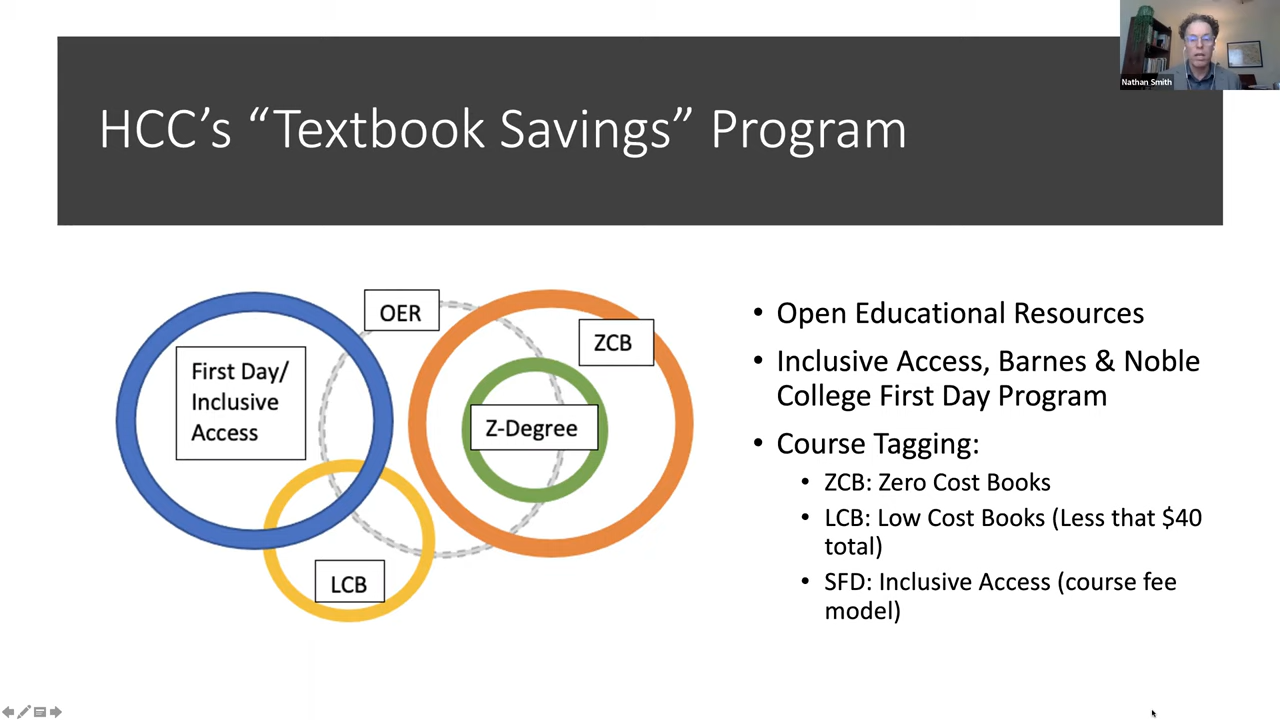 Nathan Smith
HCC's “Textbook Savings” Program
OER
ZCB
First Day/
Inclusive
Access
Z-Degree
LCB
• Open Educational Resources
• Inclusive Access, Barnes & Noble
College First Day Program
• Course Tagging:
• ZCB: Zero Cost Books
• LCB: Low Cost Books (Less that $40
total)
• SFD: Inclusive Access (course fee
model)